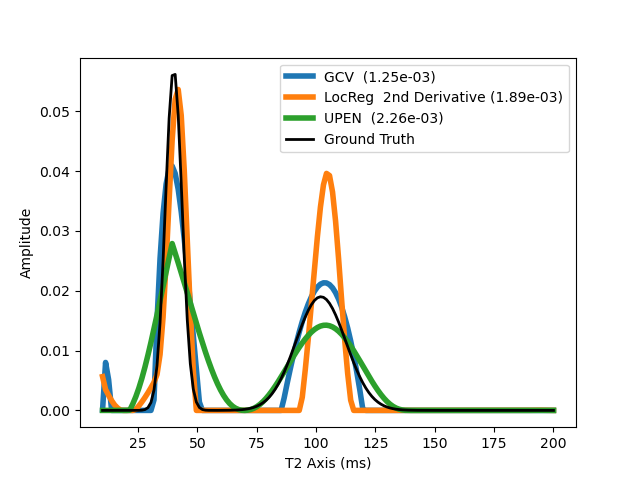 GCV (1.25e-03)
LocReg 2nd Derivative (1.89e-03)
UPEN (2.26e-03)
Ground Truth
0.05
0.04
0.03
0.02
0.01
0.00
Amplitude
25 50 75 100 125 150 175 200
T2 Axis (ms)